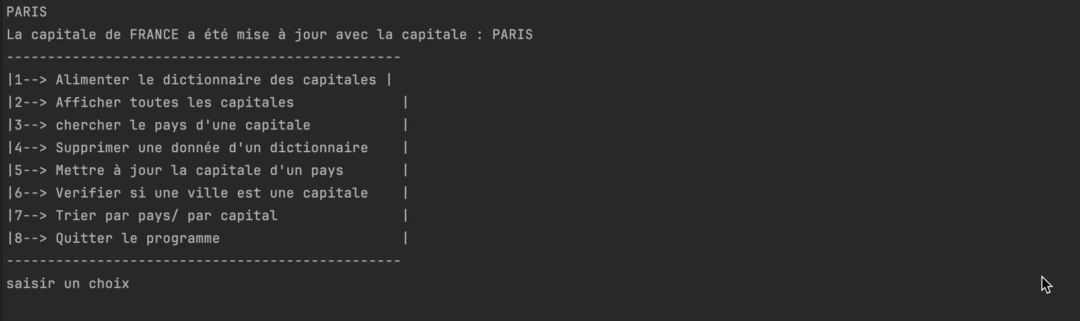 PARIS
La capitale de FRANCE a été mise à jour avec la capitale : PARIS
------------------------------------------------
|1--> Alimenter le dictionnaire des capitales |
|2--> Afficher toutes les capitales             |
|3--> chercher le pays d'une capitale           |
|4--> Supprimer une donnée d'un dictionnaire    |
|5--> Mettre à jour la capitale d'un pays       |
|6--> Verifier si une ville est une capitale    |
|7--> Trier par pays/ par capital               |
|8--> Quitter le programme                      |
------------------------------------------------
saisir un choix